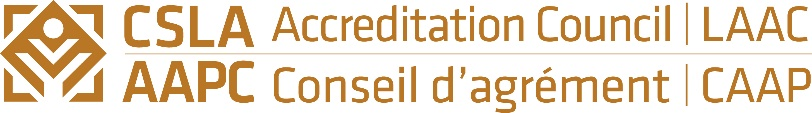 CSLA Accreditation Council | LAAC
AAPC Conseil d'agrément | CAAP